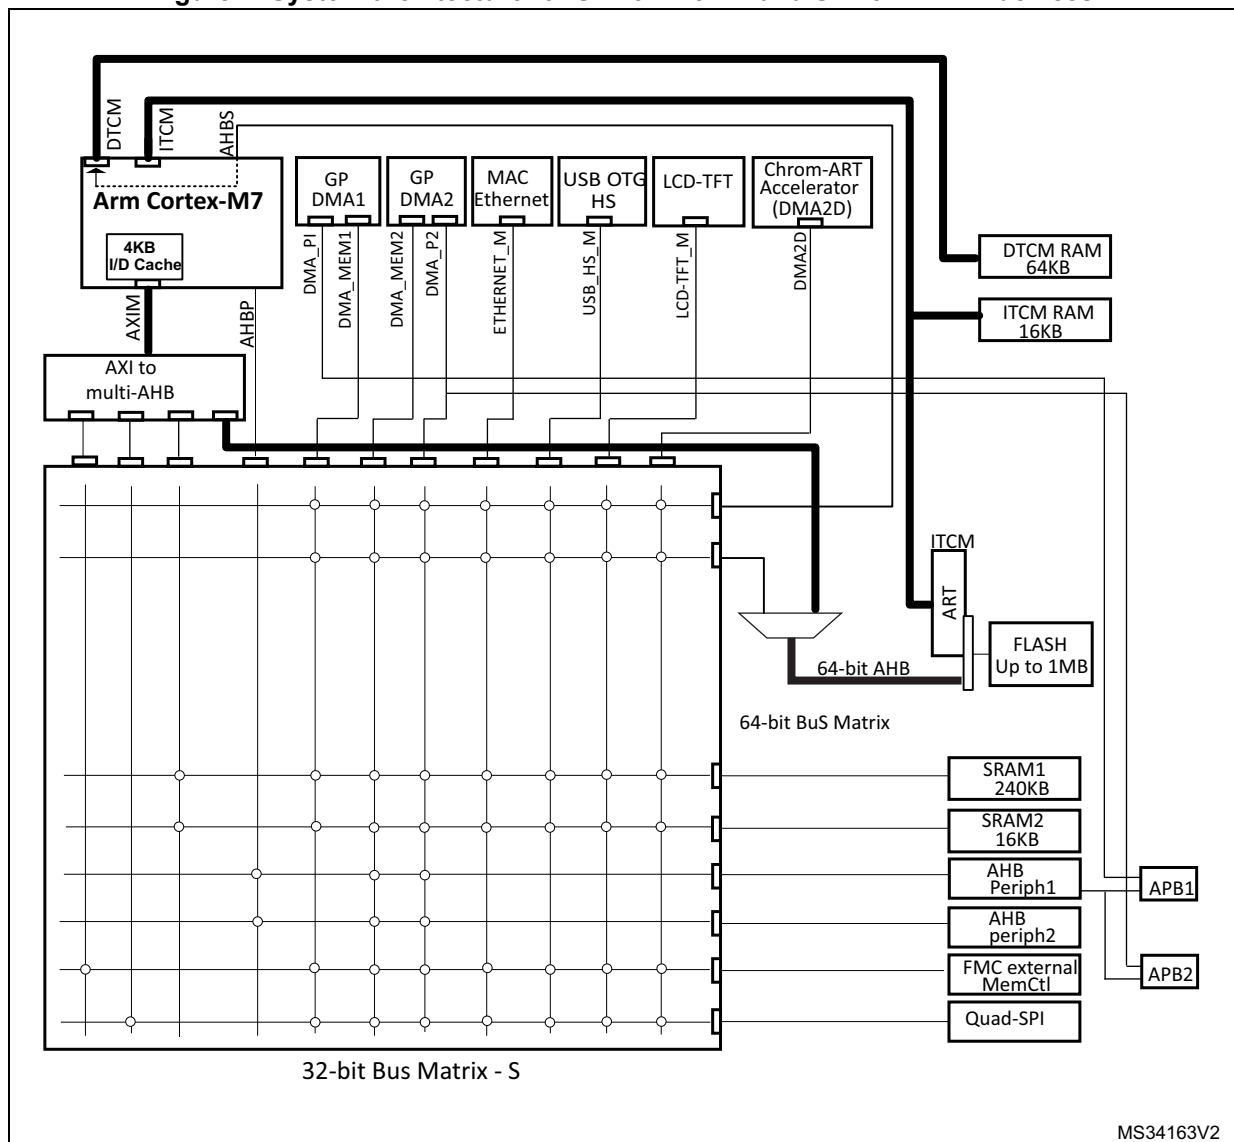 DTCM
ITCM
AHBS
Arm Cortex-M7
4KB
I/D Cache
GP
DMA1
GP
DMA2
MAC
Ethernet
USB OTG
HS
LCD-TFT
Chrom-ART
Accelerator
(DMA2D)
DTCM RAM
64KB
ITCM RAM
16KB
AXIM
AHBP
DMA_PI
DMA_MEM1
DMA_MEM2
DMA_P2
ETHERNET_M
USB_HS_M
LCD-TFT_M
DMA2D
AXI to
multi-AHB
ITCM
ART
FLASH
Up to 1MB
64-bit AHB
64-bit BuS Matrix
SRAM1
240KB
SRAM2
16KB
AHB
Periph1
APB1
AHB
periph2
FMC external
MemCtl
APB2
Quad-SPI
32-bit Bus Matrix - S
MS34163V2